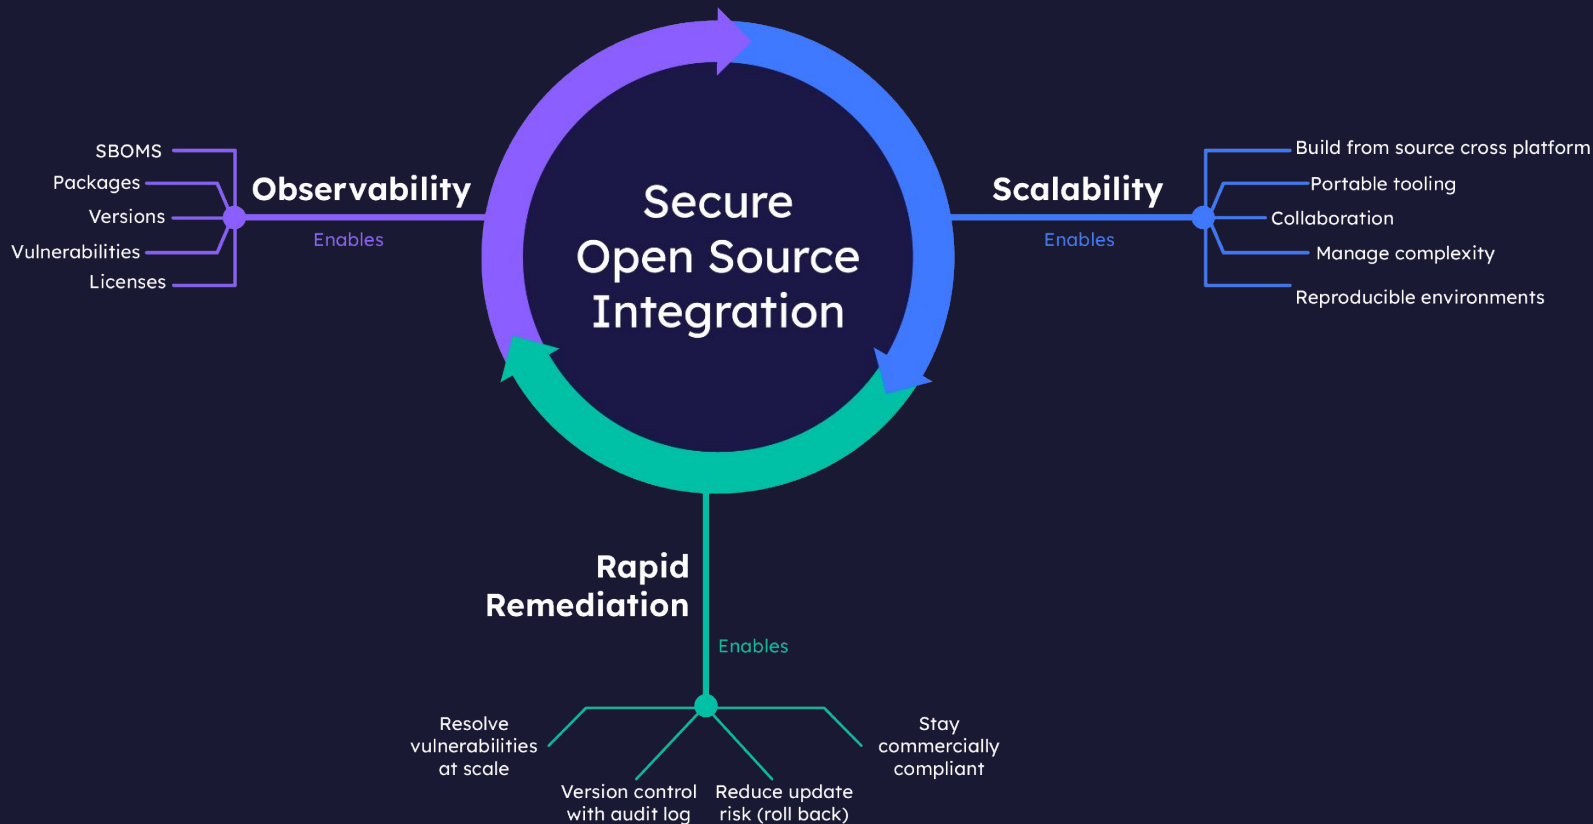 Secure
Open Source
Integration
Observability
Enables
SBOMS
Packages
Versions
Vulnerabilities
Licenses
Scalability
Enables
Build from source cross platform
Portable tooling
Collaboration
Manage complexity
Reproducible environments
Rapid
Remediation
Enables
Resolve
vulnerabilities
at scale
Version control
with audit log
Reduce update
risk (roll back)
Stay
commercially
compliant